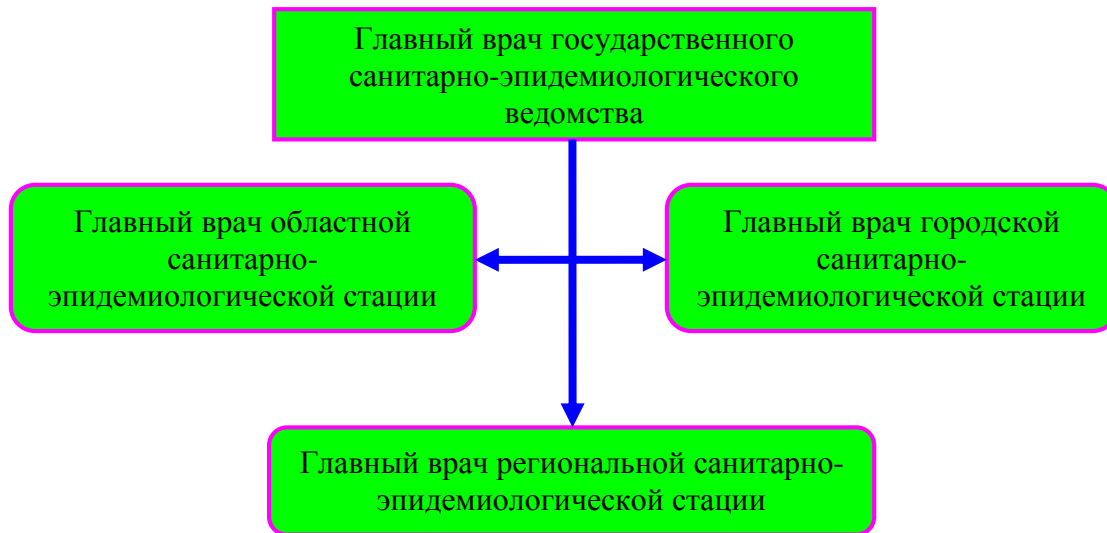 Главный врач государственного
санитарно-эпидемиологического
ведомства
Главный врач областной
санитарно-
эпидемиологической стации
Главный врач городской
санитарно-
эпидемиологической стации
Главный врач региональной санитарно-
эпидемиологической стации